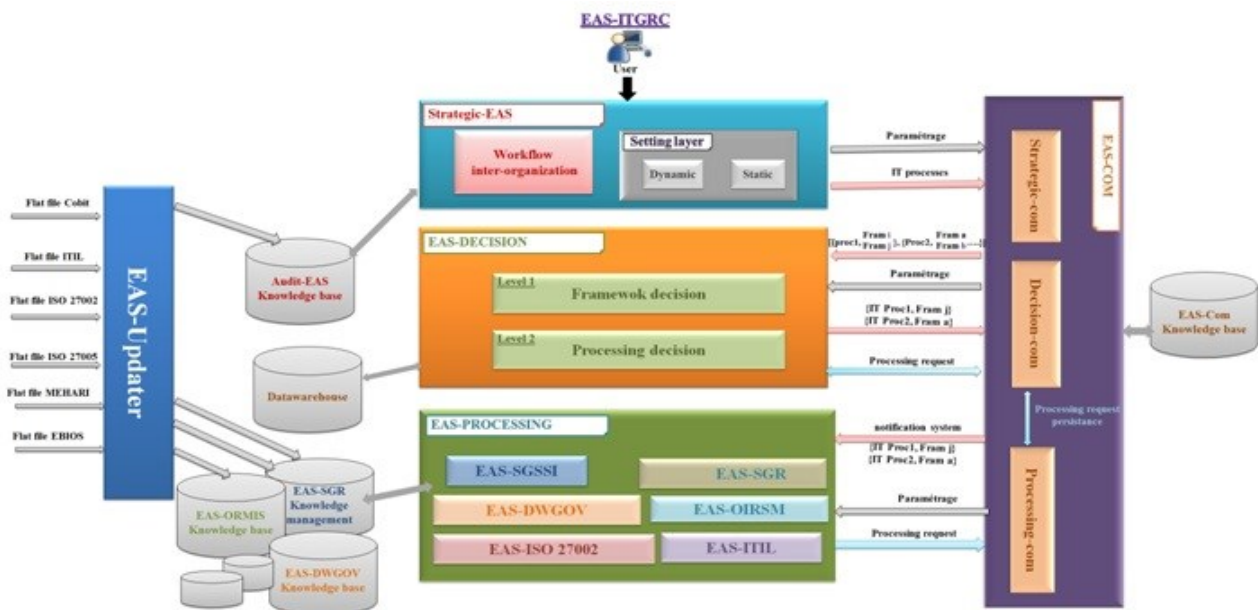 EAS-ITGRC
User
Strategic-EAS
Workflow
inter-organization
Setting layer
Dynamic
Static
Paramétrage
IT processes
EAS-COM
Strategic-com
Decision-com
Processing-com
Processing request
persistance
EAS-Com
Knowledge base
Flat file Cobit
Flat file ITIL
Flat file ISO 27002
Flat file ISO 27005
Flat file MEHARI
Flat file EBIOS
EAS-Updater
Audit-EAS
Knowledge base
Datawarehouse
EAS-SGR
Knowledge
management
EAS-ORMIS
Knowledge base
EAS-DWGOV
Knowledge base
EAS-DECISION
Level 1
Framewok decision
Level 2
Processing decision
Fram i
Fram a
{[proc1, Fram j }, {Proc2, Fram b ....}]
Paramétrage
{IT Proc1, Fram j}
{IT Proc2, Fram a}
Processing request
EAS-PROCESSING
EAS-SGSSI
EAS-SGR
EAS-DWGOV
EAS-OIRSM
EAS-ISO 27002
EAS-ITIL
notification system
{IT Proc1, Fram j}
{IT Proc2, Fram a}
Paramétrage
Processing request